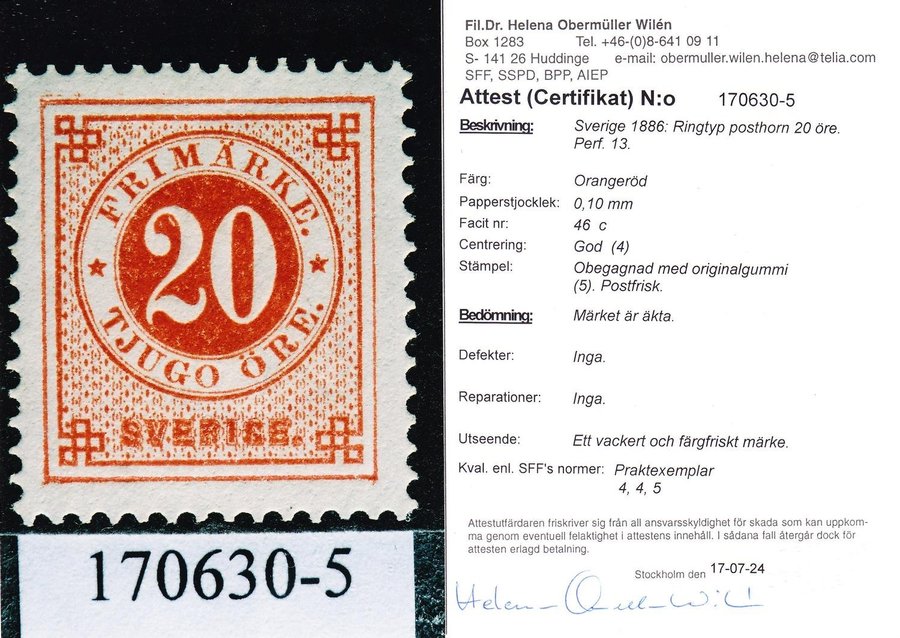 FRIMÄRKE.
20
TJUGO ÖRE.
SVERIGE.
170630-5
Fil.Dr. Helena Obermüller Wilén
Box 1283 Tel. +46-(0)8-641 09 11
S- 141 26 Huddinge e-mail: obermuller.wilen.helena@telia.com
SFF, SSPD, BPP, AIEP
Attest (Certifikat) N:o 170630-5
Beskrivning: Sverige 1886: Ringtyp posthorn 20 öre.
Perf. 13.
Färg: Orangeröd
Papperstjocklek: 0,10 mm
Facit nr: 46 c
Centrering: God (4)
Stämpel: Obegagnad med originalgummi
(5). Postfrisk.
Bedömning: Märket är äkta.
Defekter: Inga.
Reparationer: Inga.
Utseende: Ett vackert och färgfriskt märke.
Kval. enl. SFF's normer: Praktexemplar
4, 4, 5
Attestutfärdaren friskriver sig från all ansvarsskyldighet för skada som kan uppkom-
ma genom eventuell felaktighet i attestens innehåll. I sådana fall återgår dock för
attesten erlagd betalning.
Stockholm den 17-07-24
Helena Obermüller Wilén